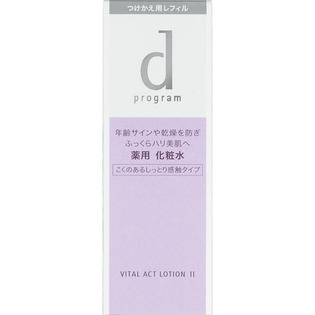 つけかえ用レフィル
d
program
年齢サインや乾燥を防ぎ
ふっくらハリ美肌へ
薬用 化粧水
こくのあるしっとり感触タイプ
VITAL ACT LOTION II